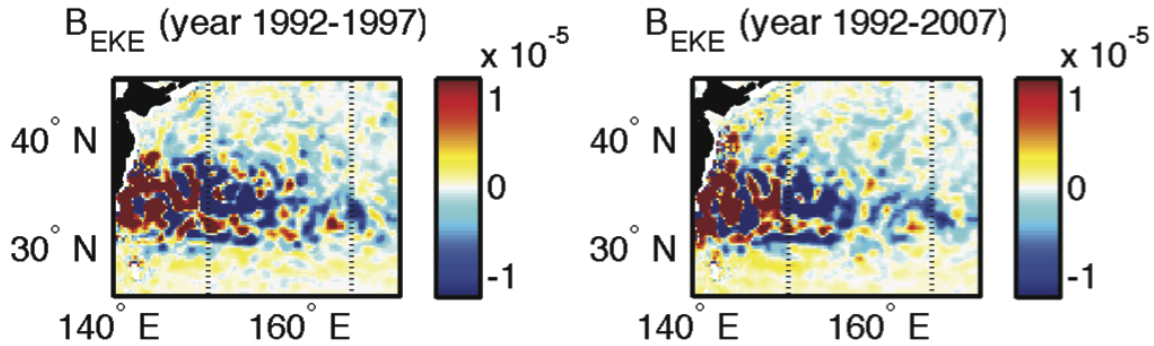 B_EKE (year 1992-1997)
x 10^-5
40° N
30° N
140° E
160° E
1
0
-1
B_EKE (year 1992-2007)
x 10^-5
40° N
30° N
140° E
160° E
1
0
-1